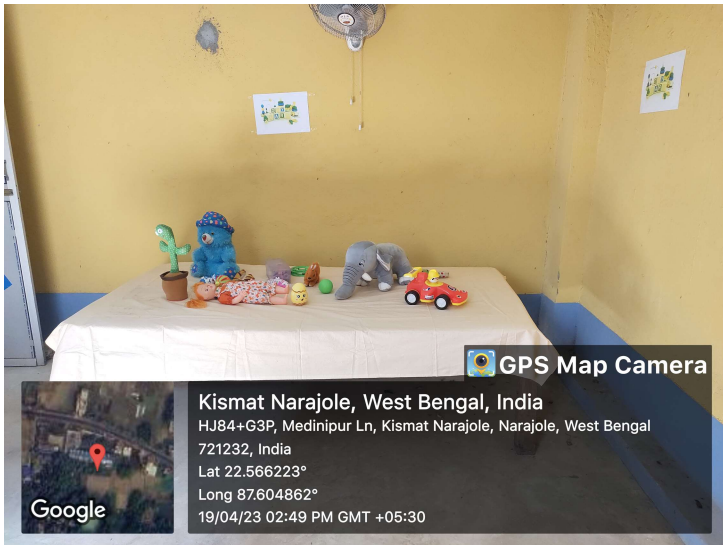 GPS Map Camera
Kismat Narajole, West Bengal, India
HJ84+G3P, Medinipur Ln, Kismat Narajole, Narajole, West Bengal
721232, India
Lat 22.566223°
Long 87.604862°
19/04/23 02:49 PM GMT +05:30
Google